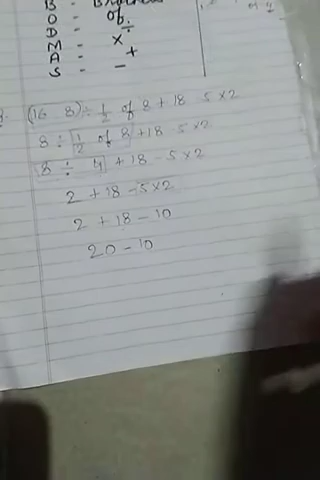 B - Brackets
O - Of
D - ÷
M - ×
A - +
S - −
(16 8) ÷ 1/2 of 8 + 18 5 × 2
8 ÷ 1/2 of 8 + 18 - 5 × 2
8 ÷ 4 + 18 - 5 × 2
2 + 18 - 5 × 2
2 + 18 - 10
20 - 10